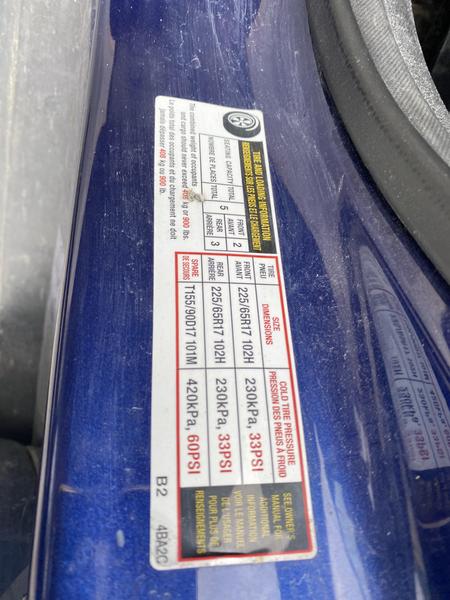 TIRE AND LOADING INFORMATION
RENSEIGNEMENTS SUR LES PNEUS ET LE CHARGEMENT
SEATING CAPACITY TOTAL
NOMBRE DE PLACES TOTAL
5
FRONT
AVANT
2
REAR
ARRIÈRE
3
The combined weight of occupants
and cargo should never exceed 408 kg or 900 lbs.
Le poids total des occupants et du chargement ne doit
jamais dépasser 408 kg ou 900 lb.
TIRE
PNEU
SIZE
DIMENSIONS
COLD TIRE PRESSURE
PRESSION DES PNEUS À FROID
FRONT
AVANT
225/65R17 102H
230kPa, 33PSI
REAR
ARRIÈRE
225/65R17 102H
230kPa, 33PSI
SPARE
DE SECOURS
T155/90D17 101M
420kPa, 60PSI
SEE OWNER'S
MANUAL FOR
ADDITIONAL
INFORMATION
VOIR LE MANUEL
DE L'USAGER
POUR PLUS DE
RENSEIGNEMENTS
B2 4BA2C